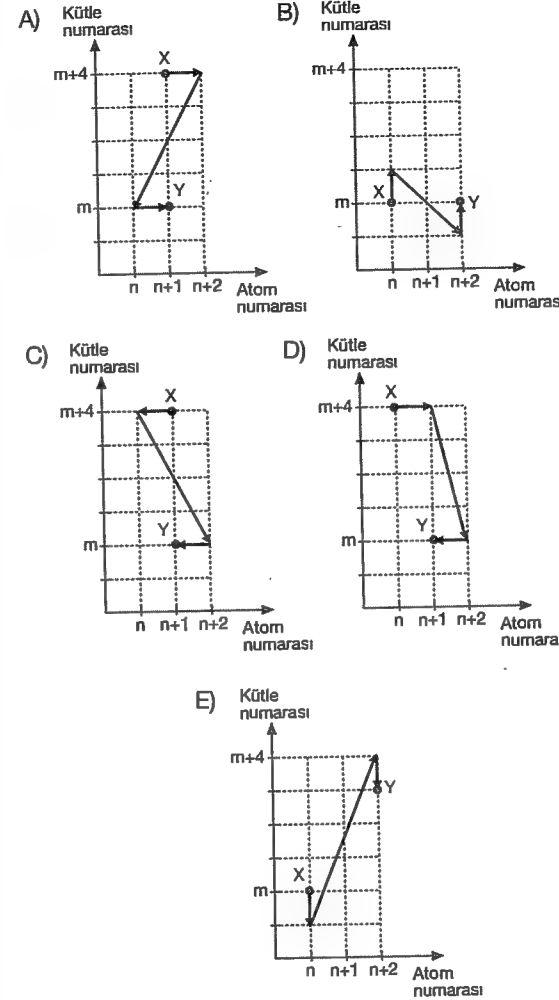 A)
Kütle
numarası
X
m+4
Y
m
n n+1 n+2
Atom
numarası
B)
Kütle
numarası
m+4
X
Y
m
n n+1 n+2
Atom
numarası
C)
Kütle
numarası
X
m+4
Y
m
n n+1 n+2
Atom
numarası
D)
Kütle
numarası
X
m+4
Y
m
n n+1 n+2
Atom
numara
E)
Kütle
numarası
m+4
Y
X
m
n n+1 n+2
Atom
numarası